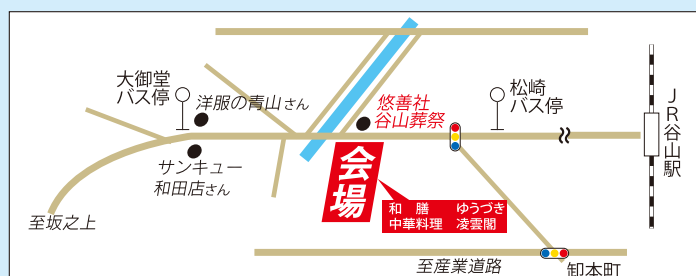 大御堂
バス停
洋服の青山さん
サンキュー
和田店さん
至坂之上
悠善社
谷山葬祭
会場
和　膳　ゆうづき
中華料理　凌雲閣
松崎
バス停
JR谷山駅
至産業道路
卸本町